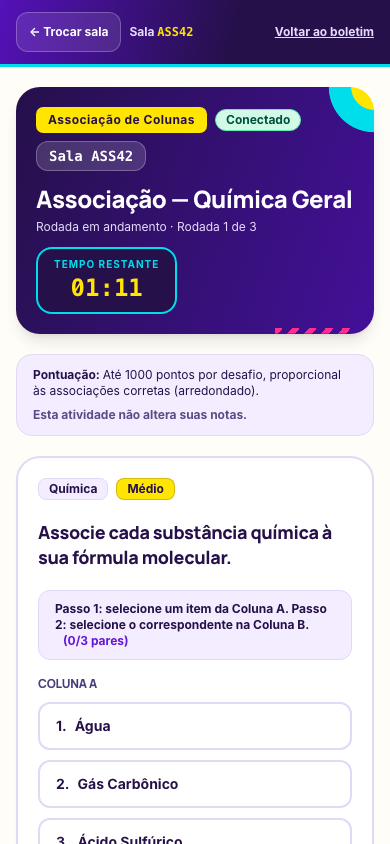 ← Trocar sala
Sala ASS42
Voltar ao boletim
Associação de Colunas
Conectado
Sala ASS42
Associação — Química Geral
Rodada em andamento · Rodada 1 de 3
TEMPO RESTANTE
01:11
Pontuação: Até 1000 pontos por desafio, proporcional
às associações corretas (arredondado).
Esta atividade não altera suas notas.
Química
Médio
Associe cada substância química à
sua fórmula molecular.
Passo 1: selecione um item da Coluna A. Passo
2: selecione o correspondente na Coluna B.
(0/3 pares)
COLUNA A
1. Água
2. Gás Carbônico
3. Ácido Sulfúrico